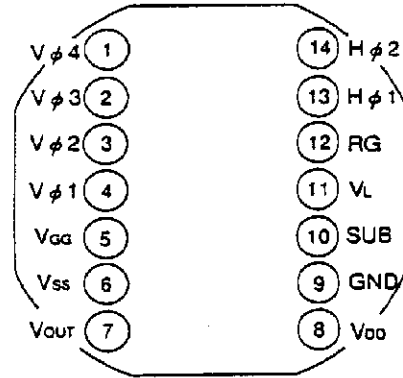 Vφ4 1 14 Hφ2
Vφ3 2 13 Hφ1
Vφ2 3 12 RG
Vφ1 4 11 VL
VGG 5 10 SUB
VSS 6 9 GND
VOUT 7 8 VDD